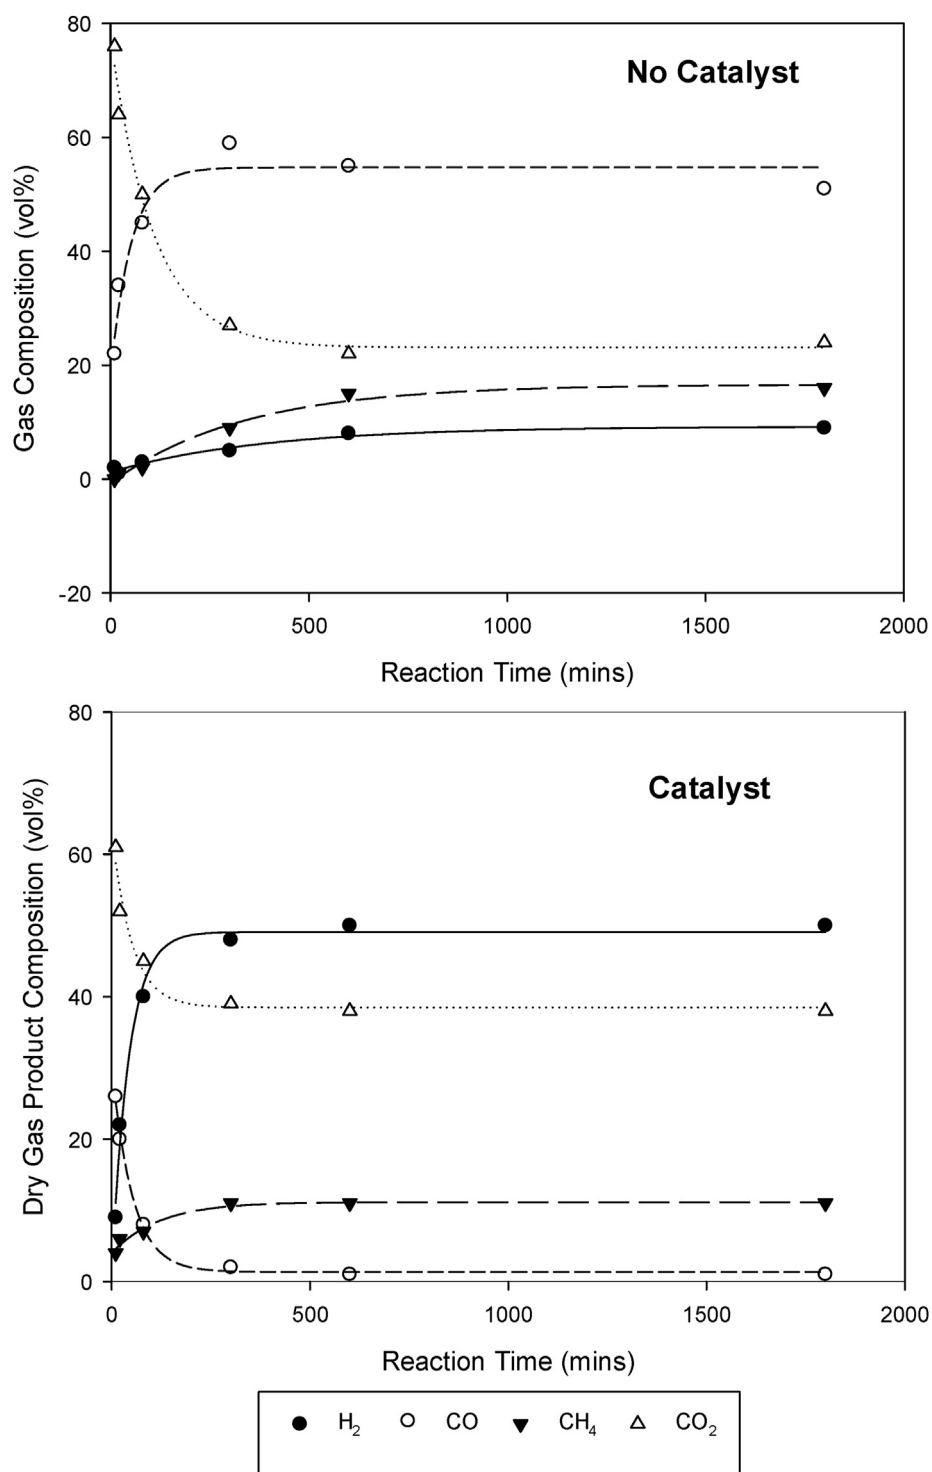 80
No Catalyst
60
40
20
0
-20
Gas Composition (vol%)
0 500 1000 1500 2000
Reaction Time (mins)
80
Catalyst
60
40
20
0
Dry Gas Product Composition (vol%)
0 500 1000 1500 2000
Reaction Time (mins)
H₂ CO CH₄ CO₂